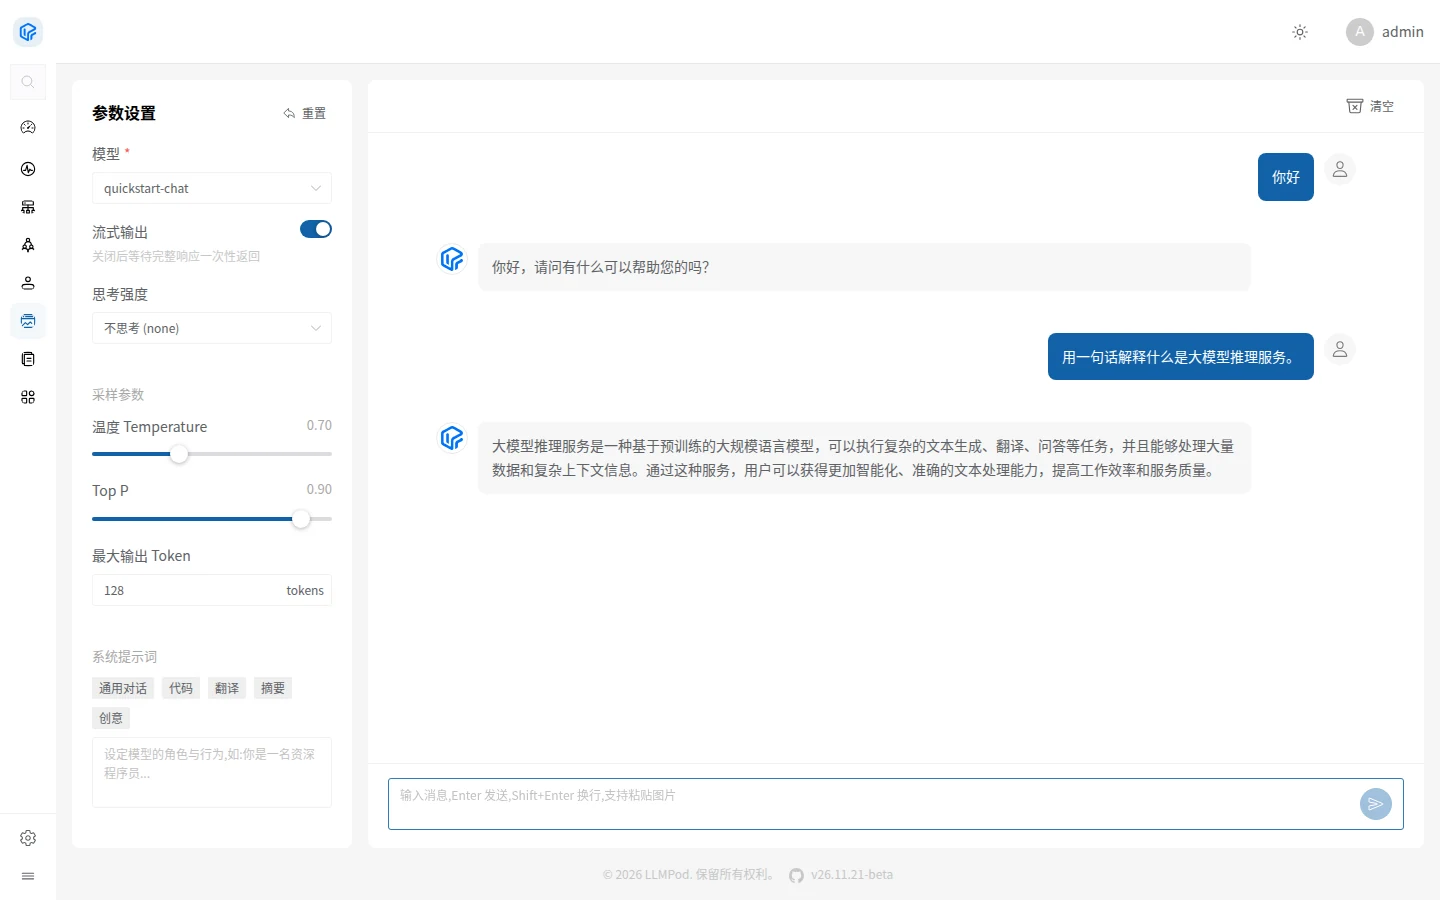 A admin
参数设置
重置
模型 *
quickstart-chat
流式输出
关闭后等待完整响应一次性返回
思考强度
不思考 (none)
采样参数
温度 Temperature 0.70
Top P 0.90
最大输出 Token
128 tokens
系统提示词
通用对话 代码 翻译 摘要
创意
设定模型的角色与行为,如:你是一名资深
程序员...
清空
你好
你好，请问有什么可以帮助您的吗？
用一句话解释什么是大模型推理服务。
大模型推理服务是一种基于预训练的大规模语言模型，可以执行复杂的文本生成、翻译、问答等任务，并且能够处理大量
数据和复杂上下文信息。通过这种服务，用户可以获得更加智能化、准确的文本处理能力，提高工作效率和服务质量。
输入消息,Enter 发送,Shift+Enter 换行,支持粘贴图片
© 2026 LLMPod. 保留所有权利。 v26.11.21-beta